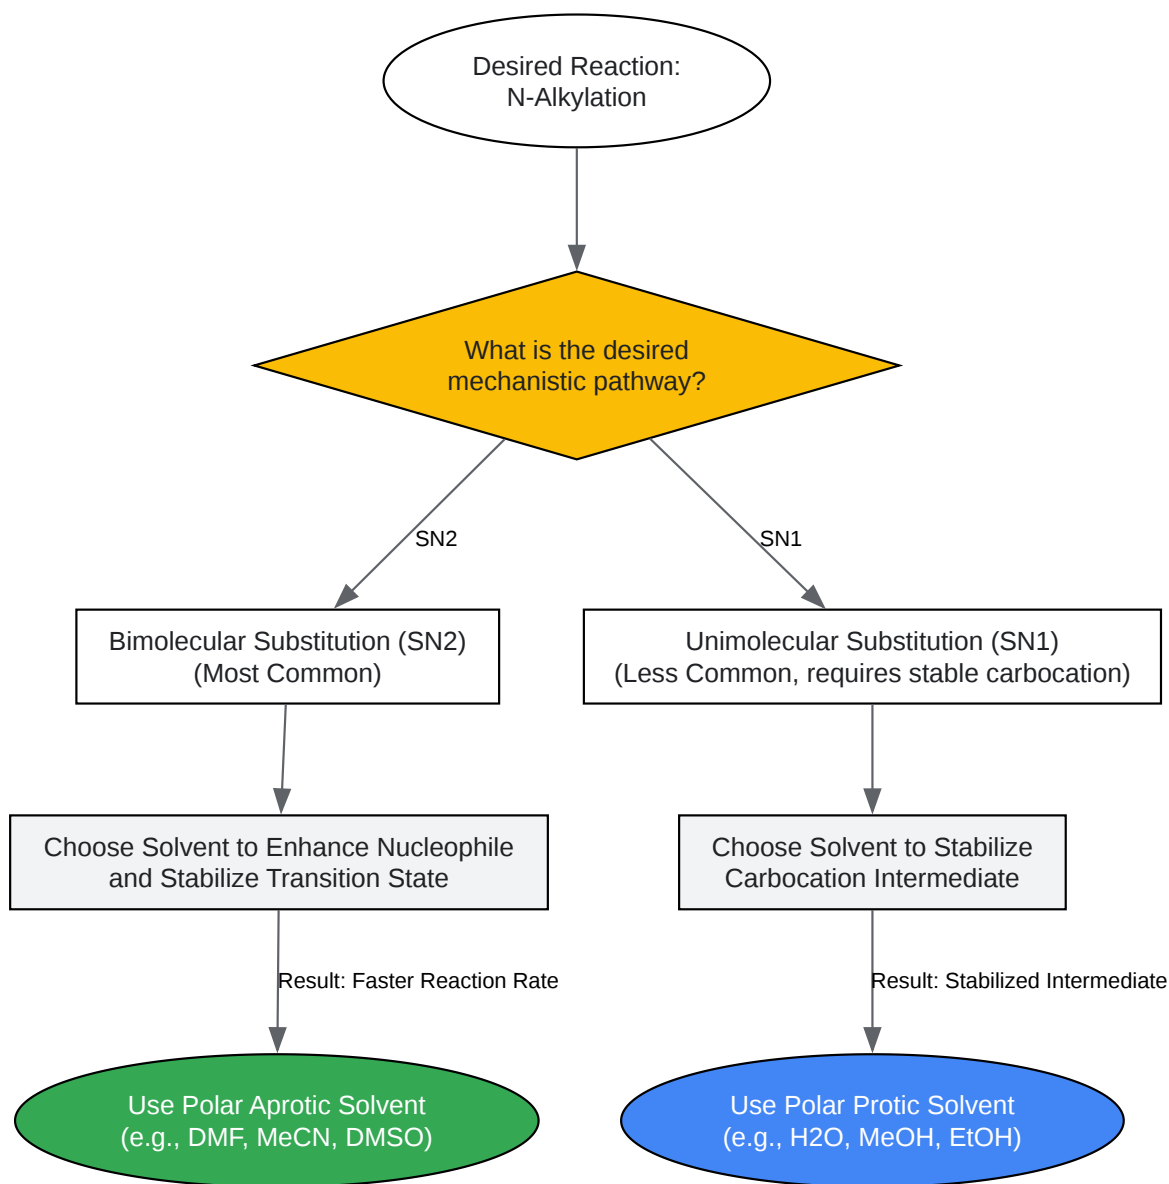 Desired Reaction:
N-Alkylation
What is the desired
mechanistic pathway?
SN2
SN1
Bimolecular Substitution (SN2)
(Most Common)
Unimolecular Substitution (SN1)
(Less Common, requires stable carbocation)
Choose Solvent to Enhance Nucleophile
and Stabilize Transition State
Choose Solvent to Stabilize
Carbocation Intermediate
Result: Faster Reaction Rate
Result: Stabilized Intermediate
Use Polar Aprotic Solvent
(e.g., DMF, MeCN, DMSO)
Use Polar Protic Solvent
(e.g., H2O, MeOH, EtOH)